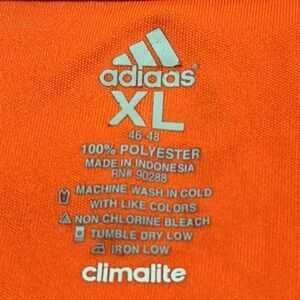 adiaas
XL
46-48
100% POLYESTER
MADE IN INDONESIA
RN# 90288
MACHINE WASH IN COLD
WITH LIKE COLORS
NON-CHLORINE BLEACH
TUMBLE DRY LOW
IRON LOW
climalite